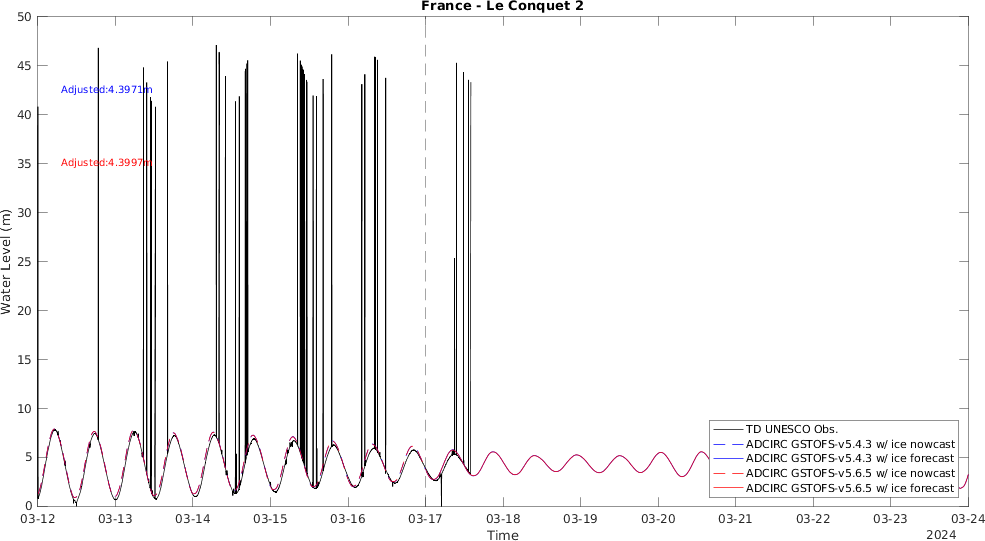 France - Le Conquet 2
50
45
40
35
30
25
20
15
10
5
0
Water Level (m)
Adjusted:4.3971m
Adjusted:4.3997m
TD UNESCO Obs.
ADCIRC GSTOFS-v5.4.3 w/ ice nowcast
ADCIRC GSTOFS-v5.4.3 w/ ice forecast
ADCIRC GSTOFS-v5.6.5 w/ ice nowcast
ADCIRC GSTOFS-v5.6.5 w/ ice forecast
03-12 03-13 03-14 03-15 03-16 03-17 03-18 03-19 03-20 03-21 03-22 03-23 03-24
Time
2024